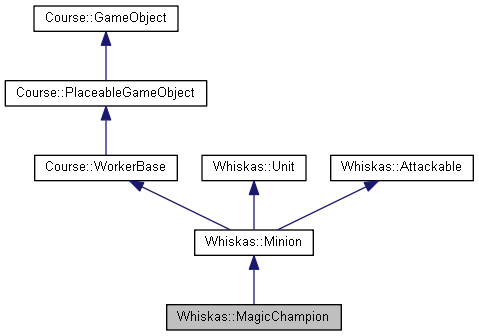 Course::GameObject
Course::PlaceableGameObject
Course::WorkerBase
Whiskas::Unit
Whiskas::Attackable
Whiskas::Minion
Whiskas::MagicChampion